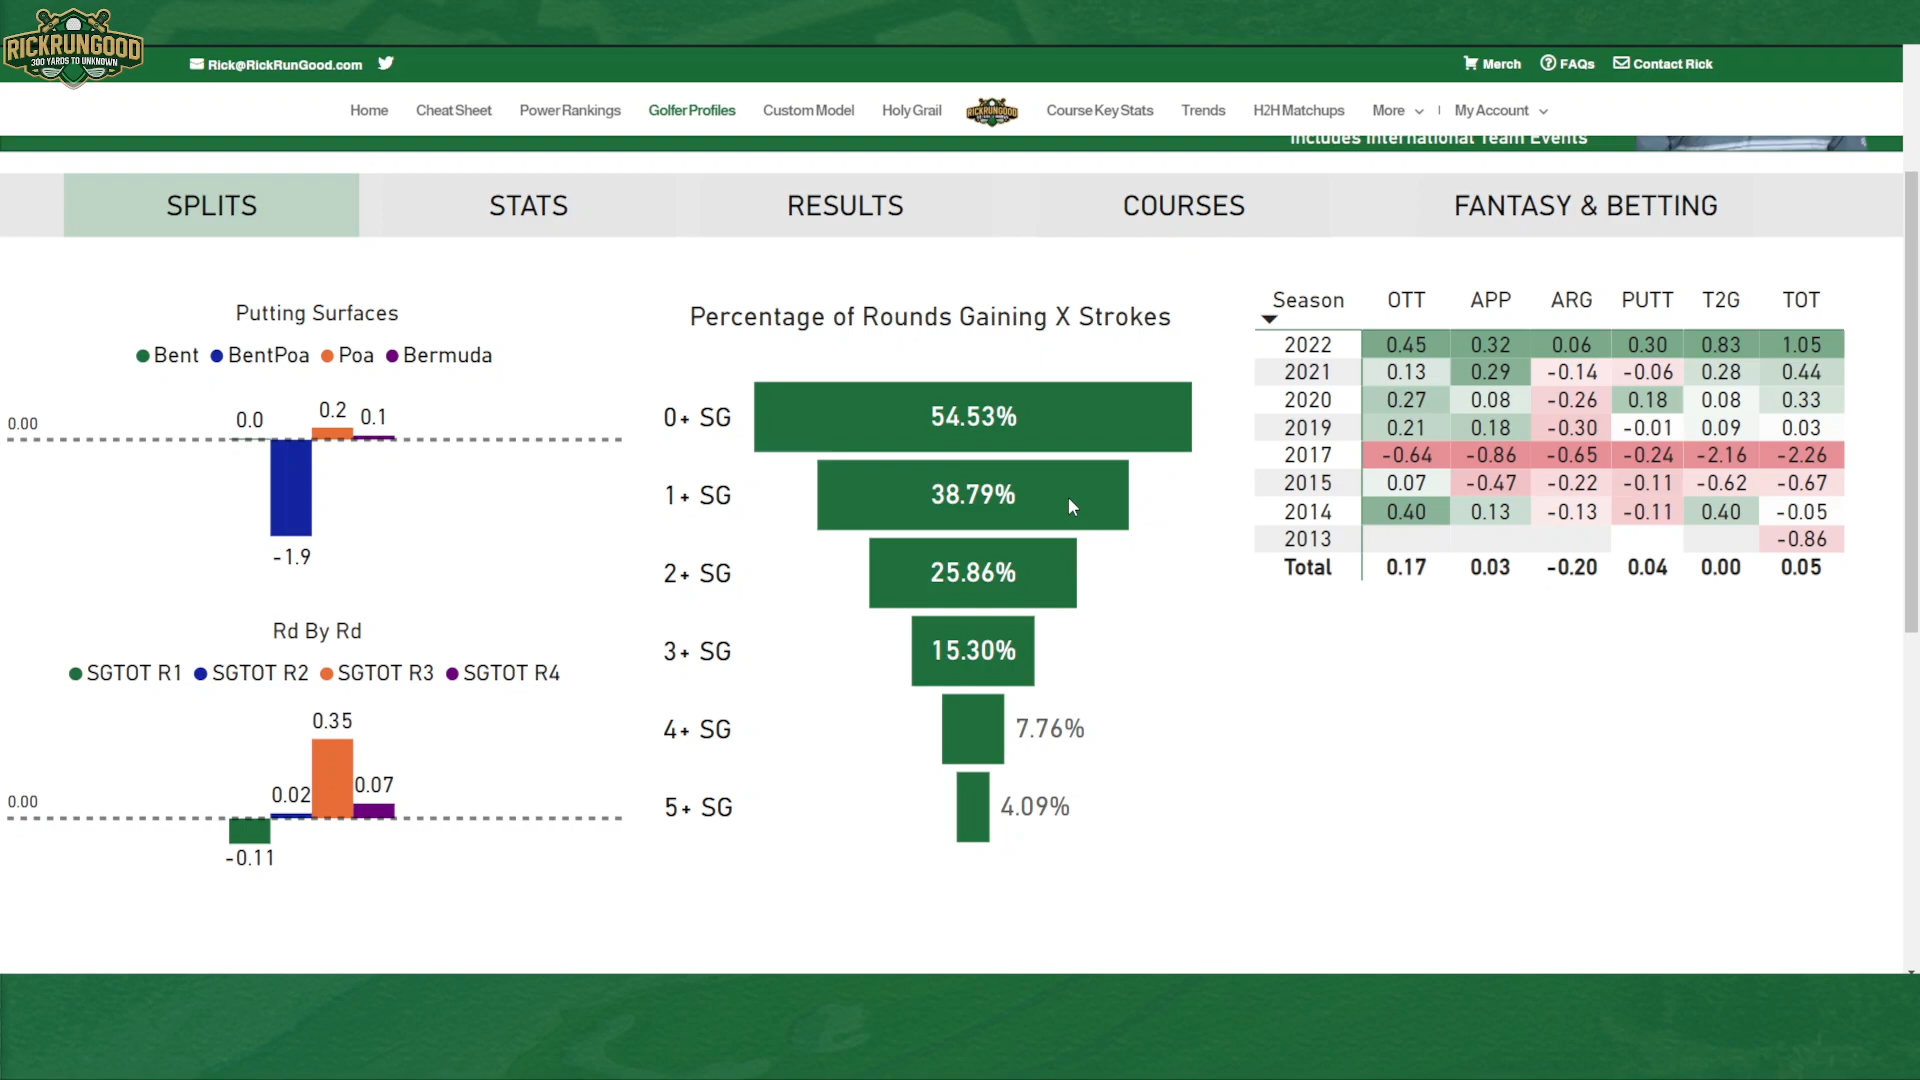 RICKRUNGOOD
300 YARDS TO UNKNOWN
Rick@RickRunGood.com
Merch FAQs Contact Rick
Home Cheat Sheet Power Rankings Golfer Profiles Custom Model Holy Grail RICKRUNGOOD Course Key Stats Trends H2H Matchups More | My Account
Includes International Team Events
SPLITS STATS RESULTS COURSES FANTASY & BETTING
Putting Surfaces
Bent BentPoa Poa Bermuda
0.00
0.0
0.2
0.1
-1.9
Rd By Rd
SGTOT R1 SGTOT R2 SGTOT R3 SGTOT R4
0.00
-0.11
0.02
0.35
0.07
Percentage of Rounds Gaining X Strokes
0+ SG 54.53%
1+ SG 38.79%
2+ SG 25.86%
3+ SG 15.30%
4+ SG 7.76%
5+ SG 4.09%
Season OTT APP ARG PUTT T2G TOT
2022 0.45 0.32 0.06 0.30 0.83 1.05
2021 0.13 0.29 -0.14 -0.06 0.28 0.44
2020 0.27 0.08 -0.26 0.18 0.08 0.33
2019 0.21 0.18 -0.30 -0.01 0.09 0.03
2017 -0.64 -0.86 -0.65 -0.24 -2.16 -2.26
2015 0.07 -0.47 -0.22 -0.11 -0.62 -0.67
2014 0.40 0.13 -0.13 -0.11 0.40 -0.05
2013 -0.86
Total 0.17 0.03 -0.20 0.04 0.00 0.05